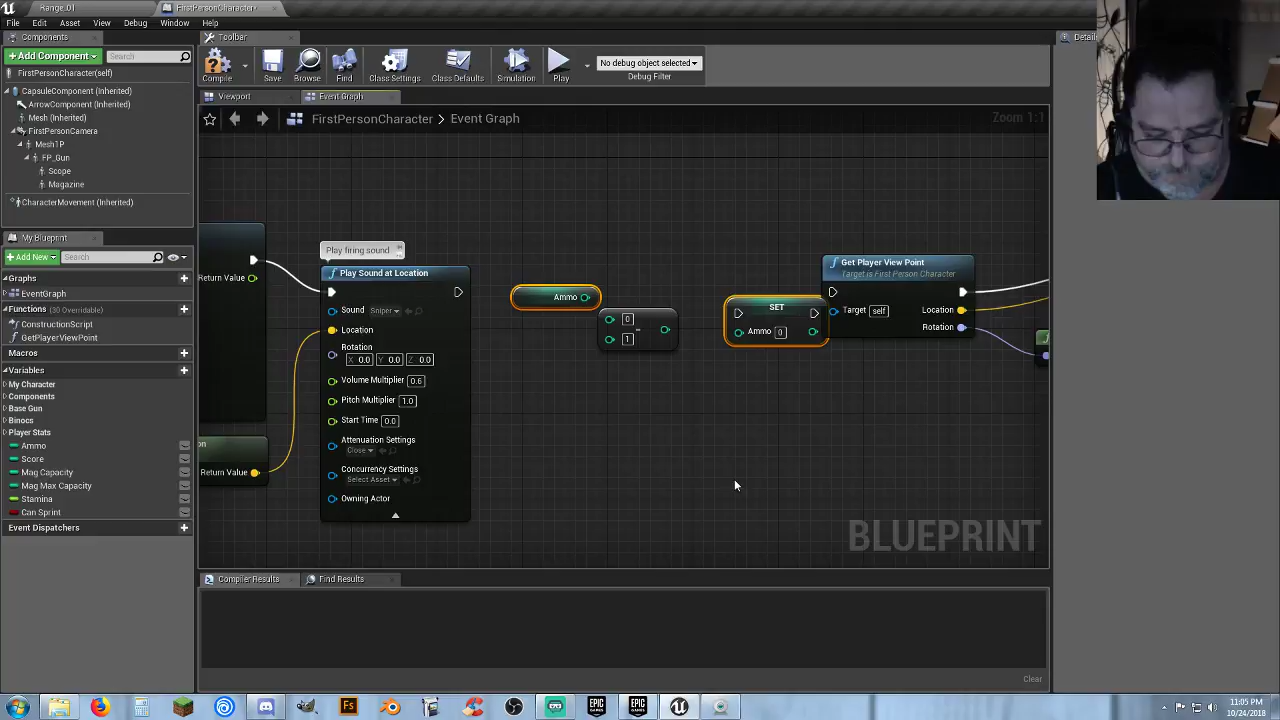 Range_01
FirstPersonCharacter
File Edit Asset View Debug Window Help
Components
Toolbar
Details
Add Component
Search
Compile
Save
Browse
Find
Class Settings
Class Defaults
Simulation
Play
No debug object selected
Debug Filter
FirstPersonCharacter(self)
CapsuleComponent (Inherited)
ArrowComponent (Inherited)
Mesh (Inherited)
FirstPersonCamera
Mesh1P
FP_Gun
Scope
Magazine
CharacterMovement (Inherited)
Viewport
Event Graph
FirstPersonCharacter > Event Graph
Zoom 1:1
My Blueprint
Add New
Search
Graphs
EventGraph
Functions (33 Overridable)
ConstructionScript
GetPlayerViewPoint
Macros
Variables
My Character
Components
Base Gun
Binocs
Player Stats
Ammo
Score
Mag Capacity
Mag Max Capacity
Stamina
Can Sprint
Event Dispatchers
Return Value
Return Value
Play firing sound
Play Sound at Location
Sound Sniper
Location
Rotation
X 0.0 Y 0.0 Z 0.0
Volume Multiplier 0.6
Pitch Multiplier 1.0
Start Time 0.0
Attenuation Settings
Close
Concurrency Settings
Select Asset
Owning Actor
Ammo
0
-
1
SET
Ammo 0
Get Player View Point
Target is First Person Character
Target self
Location
Rotation
BLUEPRINT
Compiler Results
Find Results
Clear
11:05 PM
10/24/2018